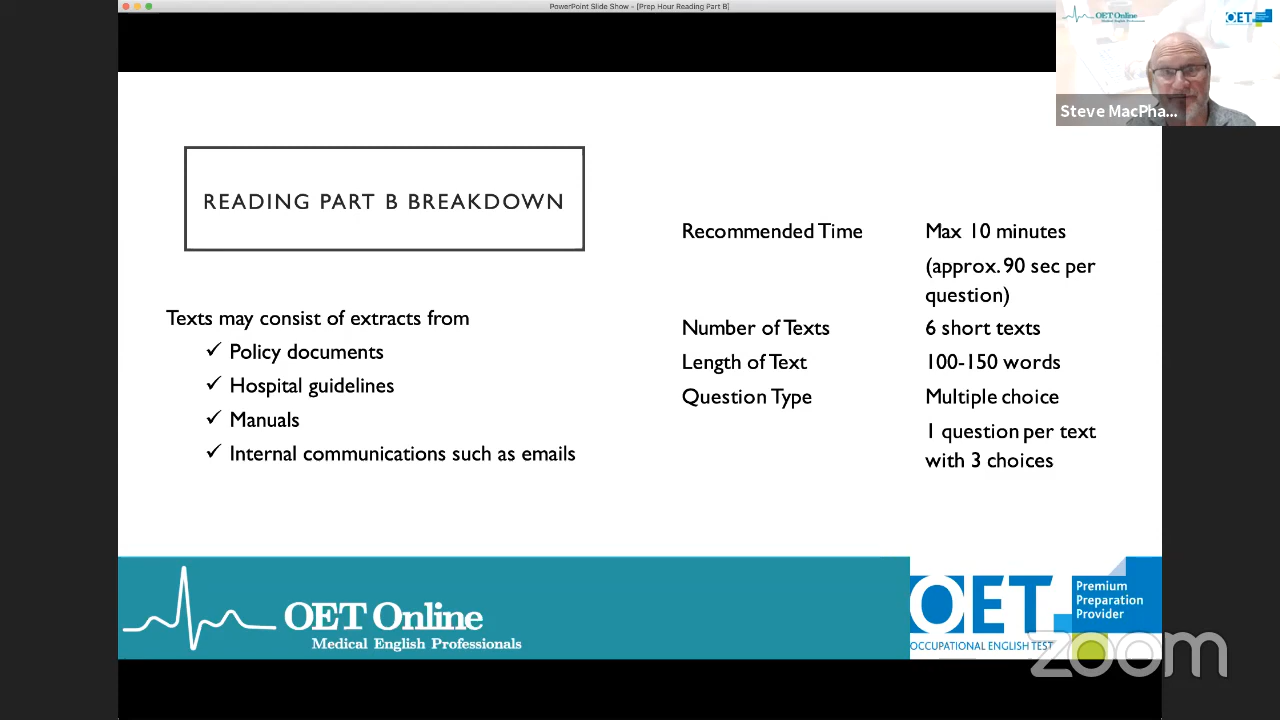 PowerPoint Slide Show - [Prep Hour Reading Part B]
OET Online
OET
Steve MacPha...
READING PART B BREAKDOWN
Texts may consist of extracts from
✓ Policy documents
✓ Hospital guidelines
✓ Manuals
✓ Internal communications such as emails
Recommended Time Max 10 minutes
(approx. 90 sec per
question)
Number of Texts 6 short texts
Length of Text 100-150 words
Question Type Multiple choice
1 question per text
with 3 choices
OET Online
Medical English Professionals
OET
Premium
Preparation
Provider
OCCUPATIONAL ENGLISH TEST
zoom